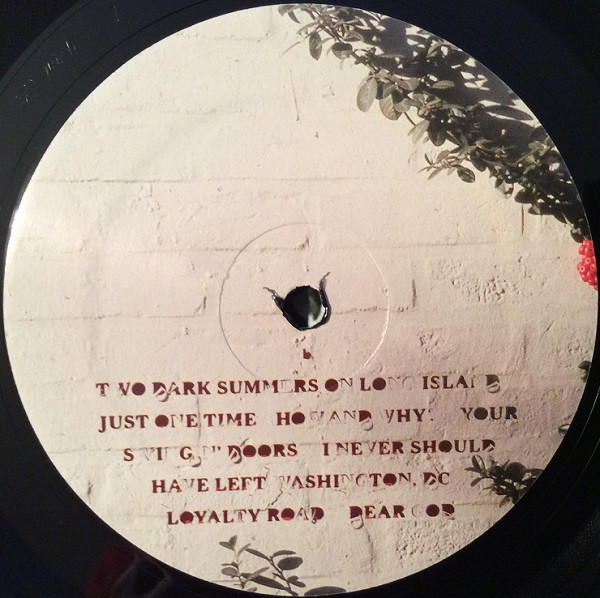 b
TWO DARK SUMMERS ON LONG ISLAND
JUST ONE TIME HOW AND WHY? YOUR
SWINGIN' DOORS I NEVER SHOULD
HAVE LEFT WASHINGTON, DC
LOYALTY ROAD DEAR GOD